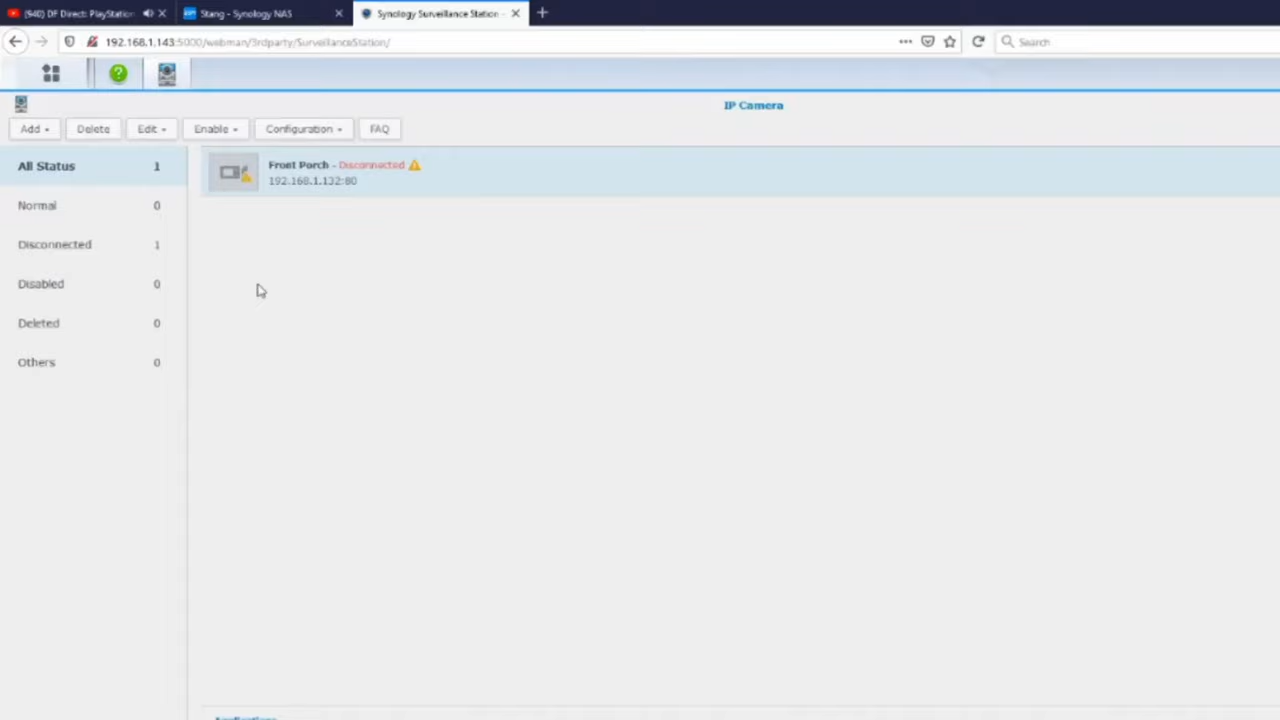 (940) DF Direct: PlayStation
Stang - Synology NAS
Synology Surveillance Station -
192.168.1.143:5000/webman/3rdparty/SurveillanceStation/
Search
IP Camera
Add
Delete
Edit
Enable
Configuration
FAQ
All Status 1
Normal 0
Disconnected 1
Disabled 0
Deleted 0
Others 0
Front Porch - Disconnected
192.168.1.132:80
Applications